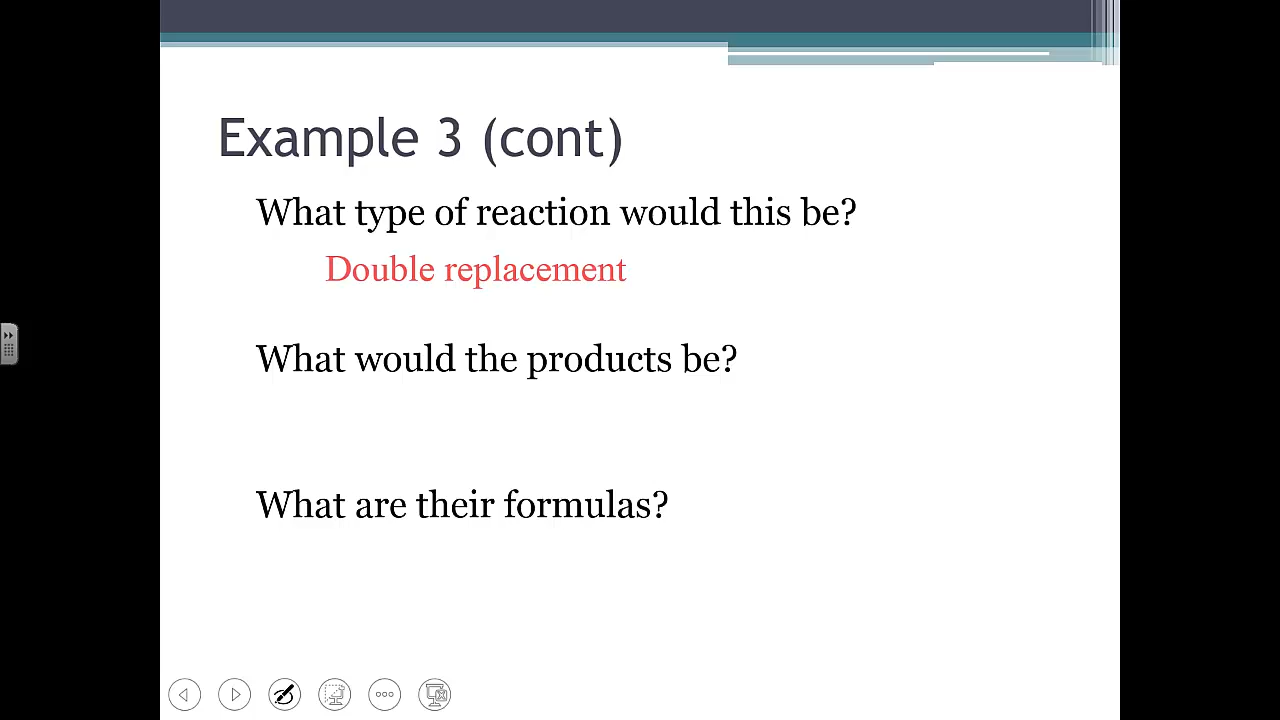 Example 3 (cont)
What type of reaction would this be?
Double replacement
What would the products be?
What are their formulas?